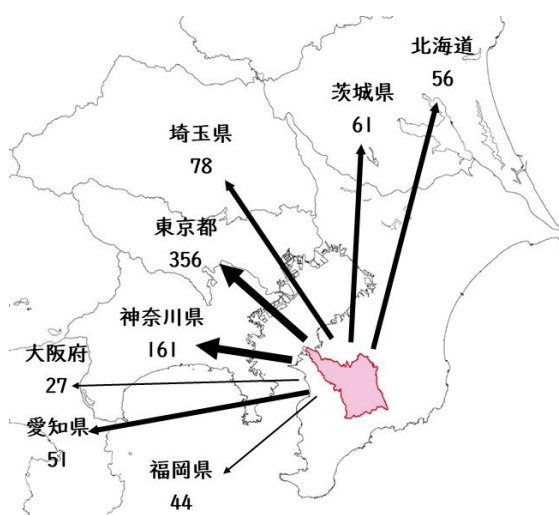 北海道
56
茨城県
61
埼玉県
78
東京都
356
神奈川県
161
大阪府
27
愛知県
51
福岡県
44